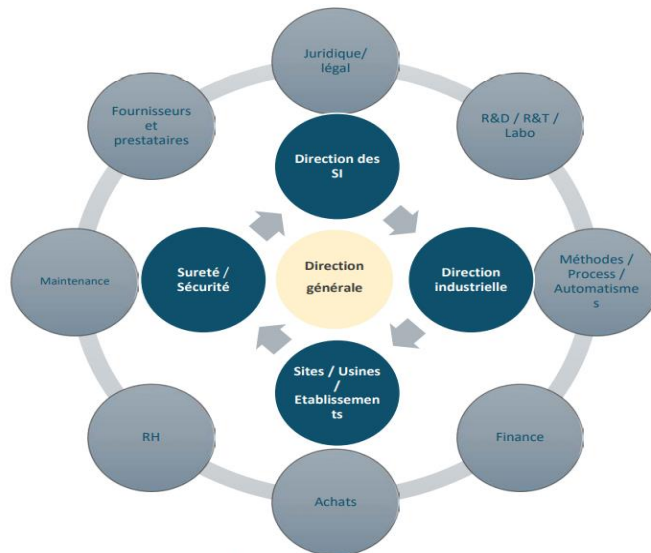 Juridique/
légal
Fournisseurs
et
prestataires
R&D / R&T /
Labo
Direction des
SI
Maintenance
Sureté /
Sécurité
Direction
générale
Direction
industrielle
Méthodes /
Process /
Automatisme
s
Sites / Usines
/
Etablissemen
ts
RH
Finance
Achats